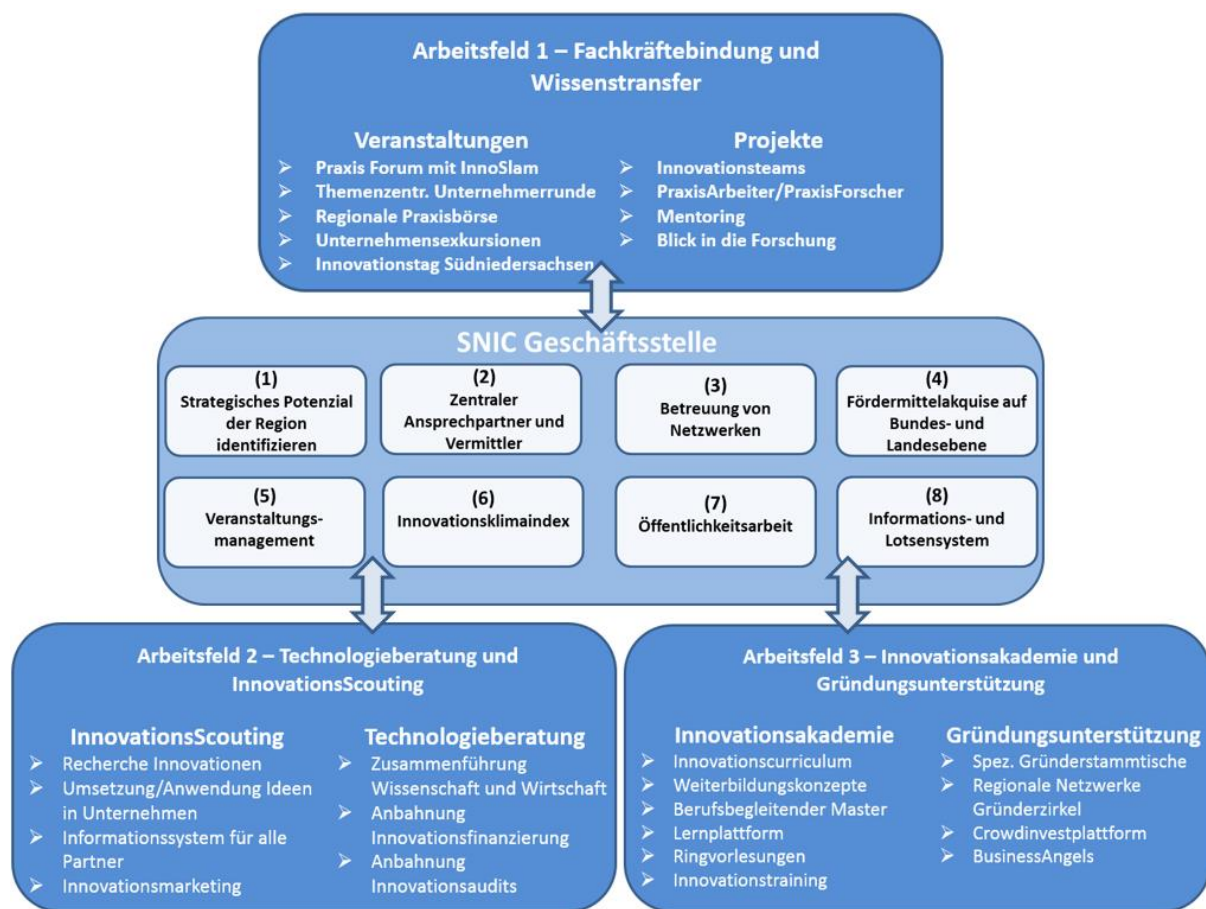 Arbeitsfeld 1 – Fachkräftebindung und
Wissenstransfer
Veranstaltungen
➢ Praxis Forum mit InnoSlam
➢ Themenzentr. Unternehmerrunde
➢ Regionale Praxisbörse
➢ Unternehmensexkursionen
➢ Innovationstag Südniedersachsen
Projekte
➢ Innovationsteams
➢ PraxisArbeiter/PraxisForscher
➢ Mentoring
➢ Blick in die Forschung
SNIC Geschäftsstelle
(1)
Strategisches Potenzial
der Region
identifizieren
(2)
Zentraler
Ansprechpartner und
Vermittler
(3)
Betreuung von
Netzwerken
(4)
Fördermittelakquise auf
Bundes- und
Landesebene
(5)
Veranstaltungs-
management
(6)
Innovationsklimaindex
(7)
Öffentlichkeitsarbeit
(8)
Informations- und
Lotsensystem
Arbeitsfeld 2 – Technologieberatung und
InnovationsScouting
InnovationsScouting
➢ Recherche Innovationen
➢ Umsetzung/Anwendung Ideen
in Unternehmen
➢ Informationssystem für alle
Partner
➢ Innovationsmarketing
Technologieberatung
➢ Zusammenführung
Wissenschaft und Wirtschaft
➢ Anbahnung
Innovationsfinanzierung
➢ Anbahnung
Innovationsaudits
Arbeitsfeld 3 – Innovationsakademie und
Gründungsunterstützung
Innovationsakademie
➢ Innovationscurriculum
➢ Weiterbildungskonzepte
➢ Berufsbegleitender Master
➢ Lernplattform
➢ Ringvorlesungen
➢ Innovationstraining
Gründungsunterstützung
➢ Spez. Gründerstammtische
➢ Regionale Netzwerke
Gründerzirkel
➢ Crowdinvestplattform
➢ BusinessAngels